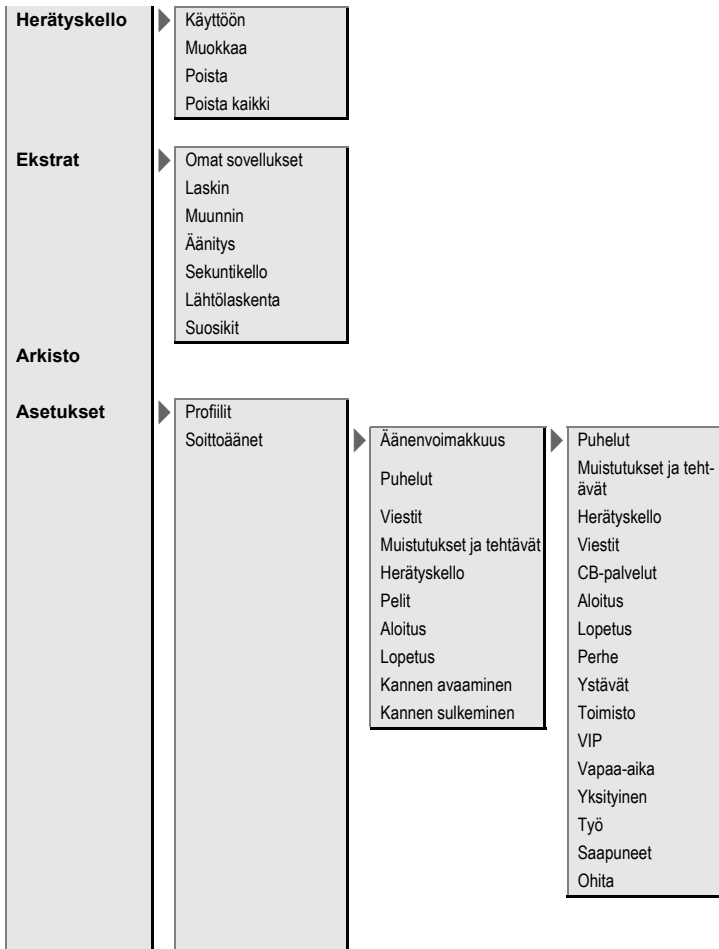 Herätyskello
Käyttöön
Muokkaa
Poista
Poista kaikki
Ekstrat
Omat sovellukset
Laskin
Muunnin
Äänitys
Sekuntikello
Lähtölaskenta
Suosikit
Arkisto
Asetukset
Profiilit
Soittoäänet
Äänenvoimakkuus
Puhelut
Viestit
Muistutukset ja tehtävät
Herätyskello
Pelit
Aloitus
Lopetus
Kannen avaaminen
Kannen sulkeminen
Puhelut
Muistutukset ja teht-
ävät
Herätyskello
Viestit
CB-palvelut
Aloitus
Lopetus
Perhe
Ystävät
Toimisto
VIP
Vapaa-aika
Yksityinen
Työ
Saapuneet
Ohita